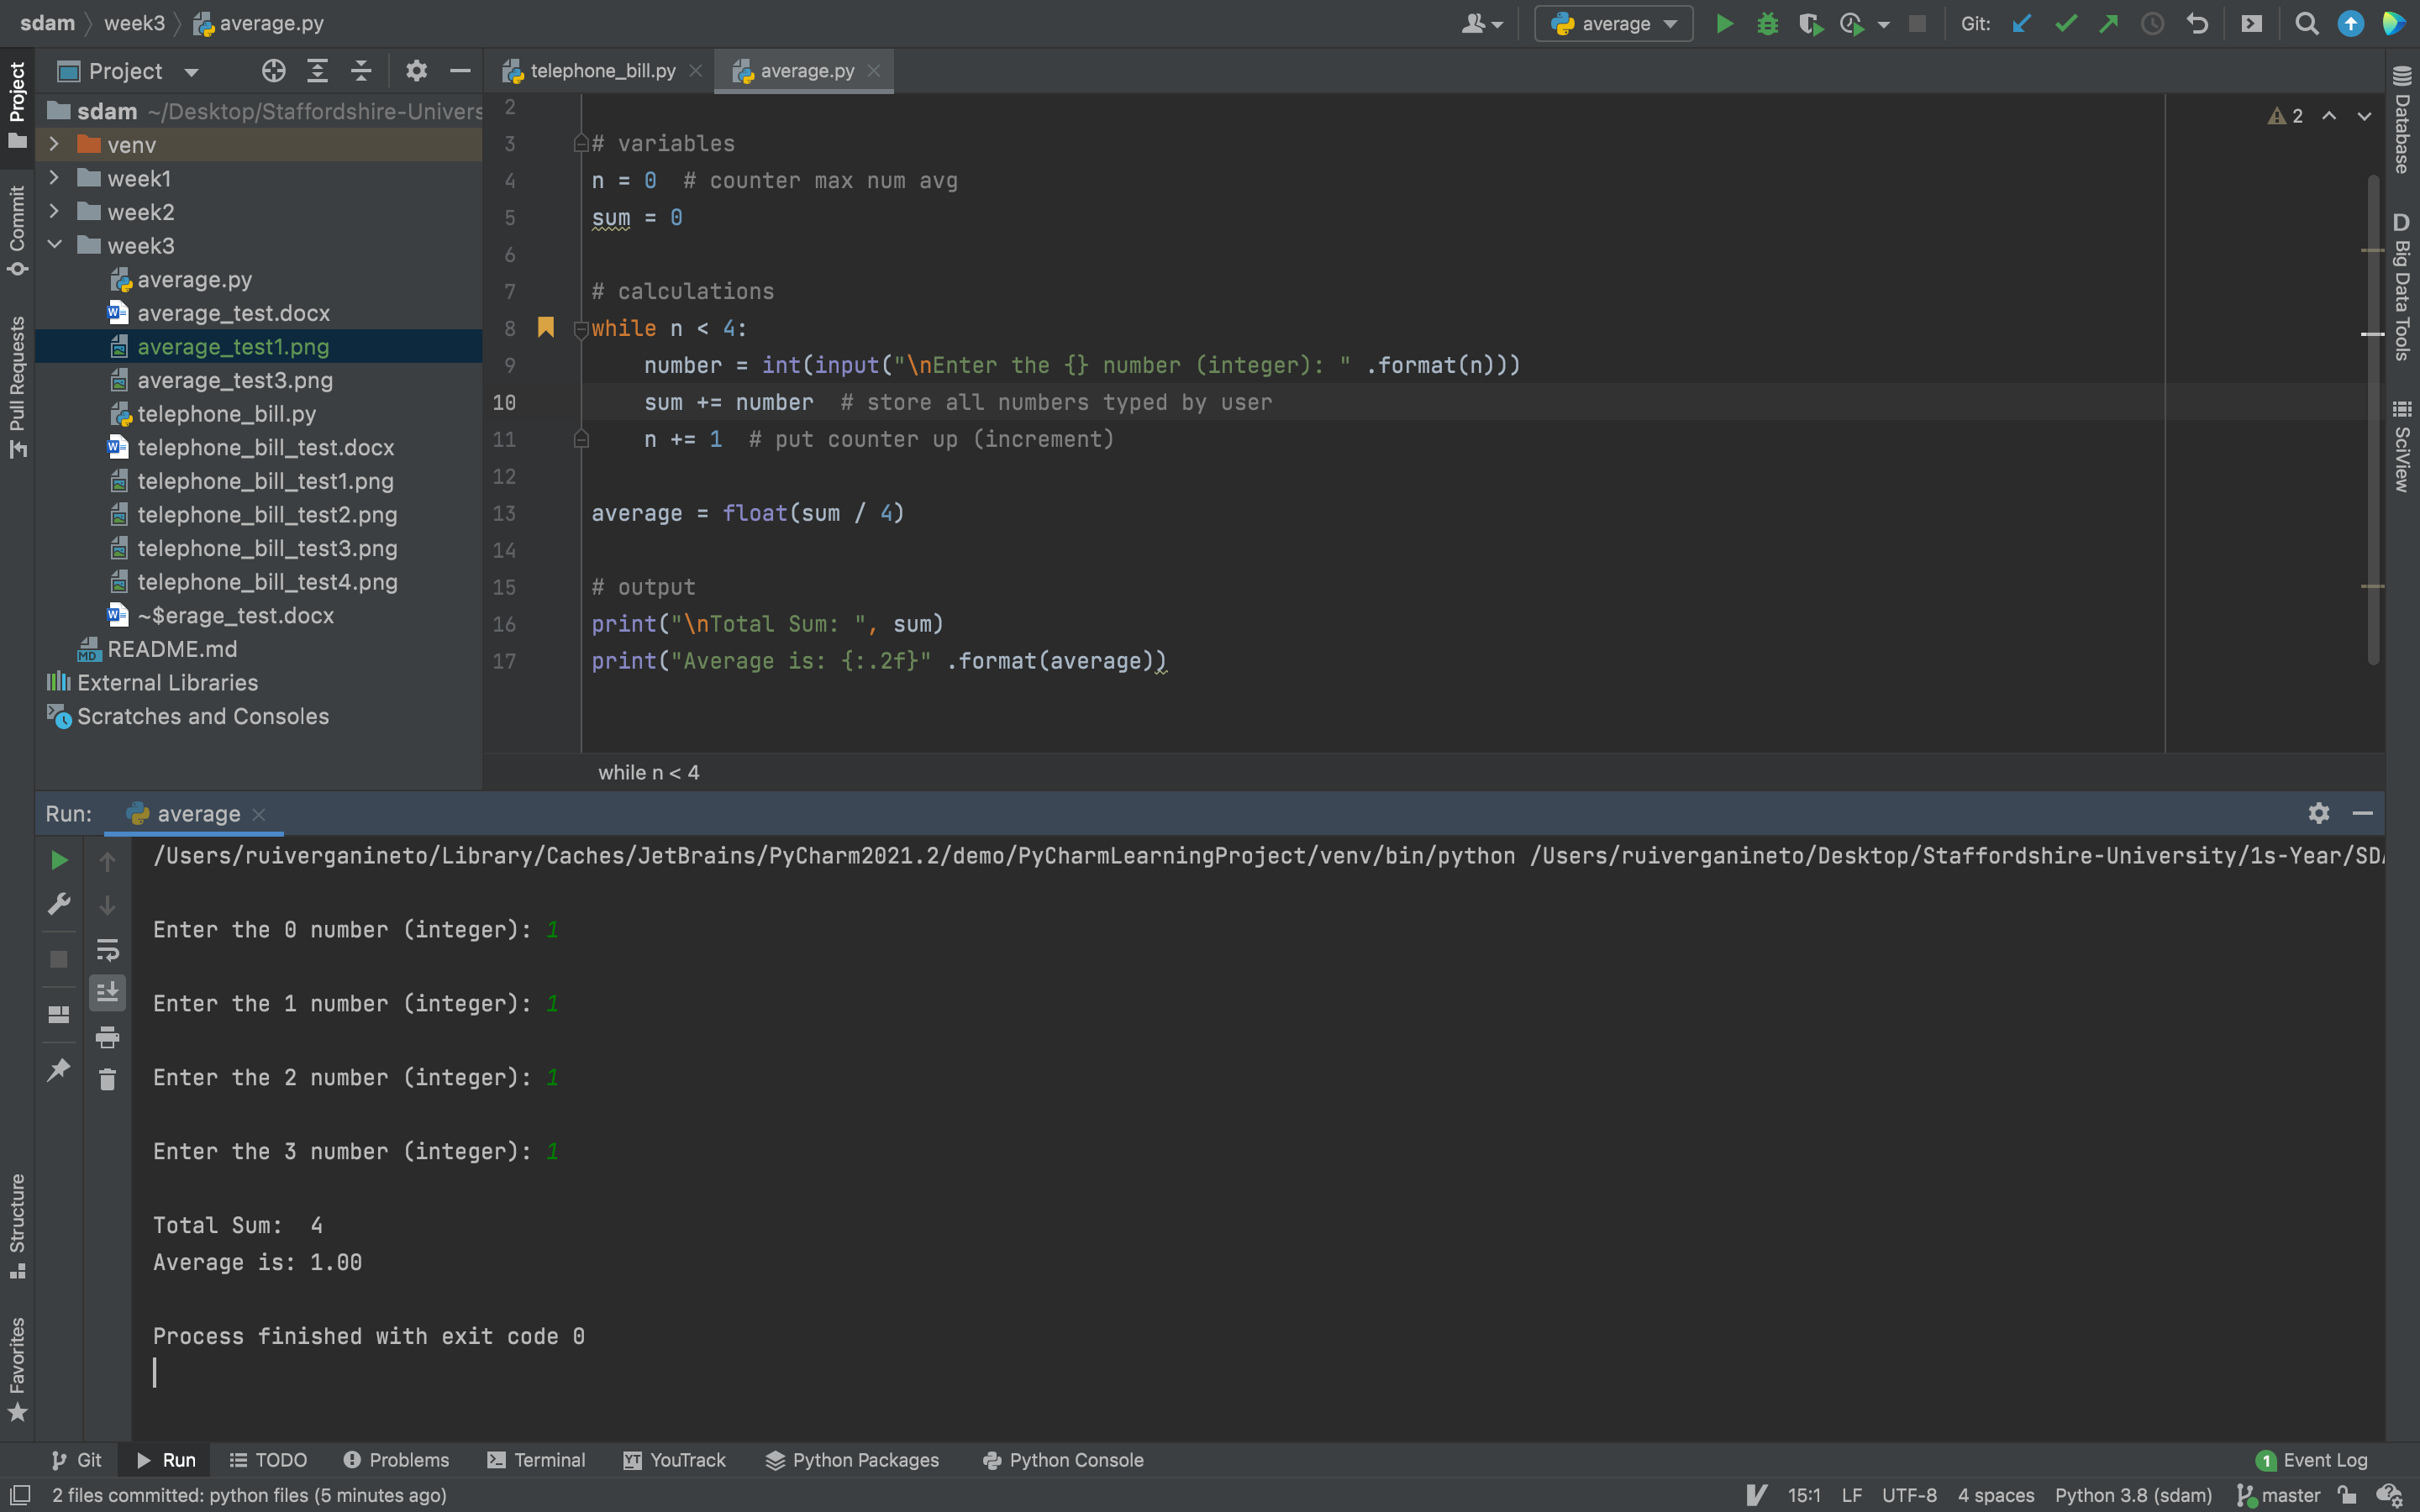 sdam week3 average.py average Git:
Project telephone_bill.py average.py
2
sdam ~/Desktop/Staffordshire-Univers
venv
week1
week2
week3
average.py
average_test.docx
average_test1.png
average_test3.png
telephone_bill.py
telephone_bill_test.docx
telephone_bill_test1.png
telephone_bill_test2.png
telephone_bill_test3.png
telephone_bill_test4.png
~$erage_test.docx
README.md
External Libraries
Scratches and Consoles
Project
Commit
Pull Requests
Structure
Favorites
2
3 # variables
4 n = 0  # counter max num avg
5 sum = 0
6
7 # calculations
8 while n < 4:
9     number = int(input("\nEnter the {} number (integer): " .format(n)))
10     sum += number  # store all numbers typed by user
11     n += 1  # put counter up (increment)
12
13 average = float(sum / 4)
14
15 # output
16 print("\nTotal Sum: ", sum)
17 print("Average is: {:.2f}" .format(average))
while n < 4
Database
D Big Data Tools
SciView
Run: average
/Users/ruiverganineto/Library/Caches/JetBrains/PyCharm2021.2/demo/PyCharmLearningProject/venv/bin/python /Users/ruiverganineto/Desktop/Staffordshire-University/1s-Year/SDA
Enter the 0 number (integer): 1
Enter the 1 number (integer): 1
Enter the 2 number (integer): 1
Enter the 3 number (integer): 1
Total Sum:  4
Average is: 1.00
Process finished with exit code 0
Git Run TODO Problems Terminal YT YouTrack Python Packages Python Console 1 Event Log
2 files committed: python files (5 minutes ago) 15:1 LF UTF-8 4 spaces Python 3.8 (sdam) master